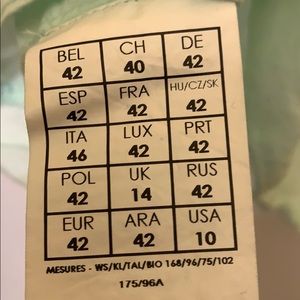 BEL CH DE
42 40 42
ESP FRA HU/CZ/SK
42 42 42
ITA LUX PRT
46 42 42
POL UK RUS
42 14 42
EUR ARA USA
42 42 10
MESURES - WS/KL/TAL/BIO 168/96/75/102
175/96A